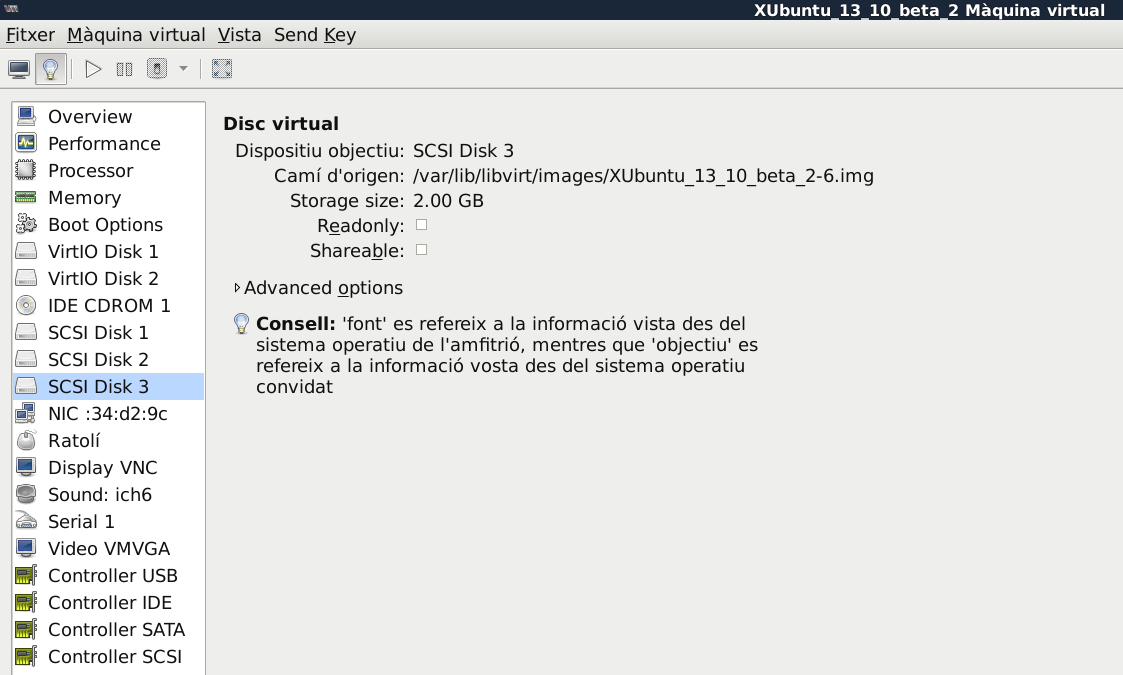 XUbuntu_13_10_beta_2 Màquina virtual
Fitxer Màquina virtual Vista Send Key
Overview
Performance
Processor
Memory
Boot Options
VirtIO Disk 1
VirtIO Disk 2
IDE CDROM 1
SCSI Disk 1
SCSI Disk 2
SCSI Disk 3
NIC :34:d2:9c
Ratolí
Display VNC
Sound: ich6
Serial 1
Video VMVGA
Controller USB
Controller IDE
Controller SATA
Controller SCSI
Disc virtual
Dispositiu objectiu: SCSI Disk 3
Camí d'origen: /var/lib/libvirt/images/XUbuntu_13_10_beta_2-6.img
Storage size: 2.00 GB
Readonly:
Shareable:
Advanced options
Consell: 'font' es refereix a la informació vista des del
sistema operatiu de l'amfitrió, mentres que 'objectiu' es
refereix a la informació vosta des del sistema operatiu
convidat